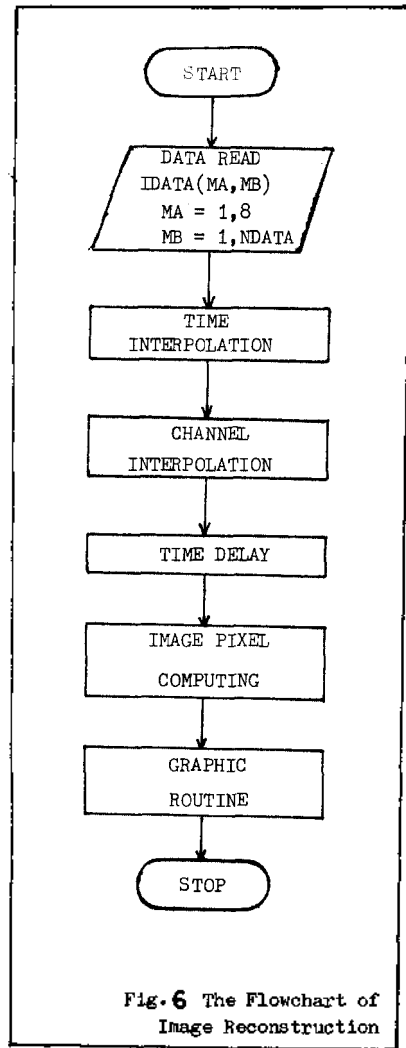 START
DATA READ
IDATA(MA,MB)
MA = 1,8
MB = 1,NDATA
TIME
INTERPOLATION
CHANNEL
INTERPOLATION
TIME DELAY
IMAGE PIXEL
COMPUTING
GRAPHIC
ROUTINE
STOP
Fig. 6 The Flowchart of
Image Reconstruction